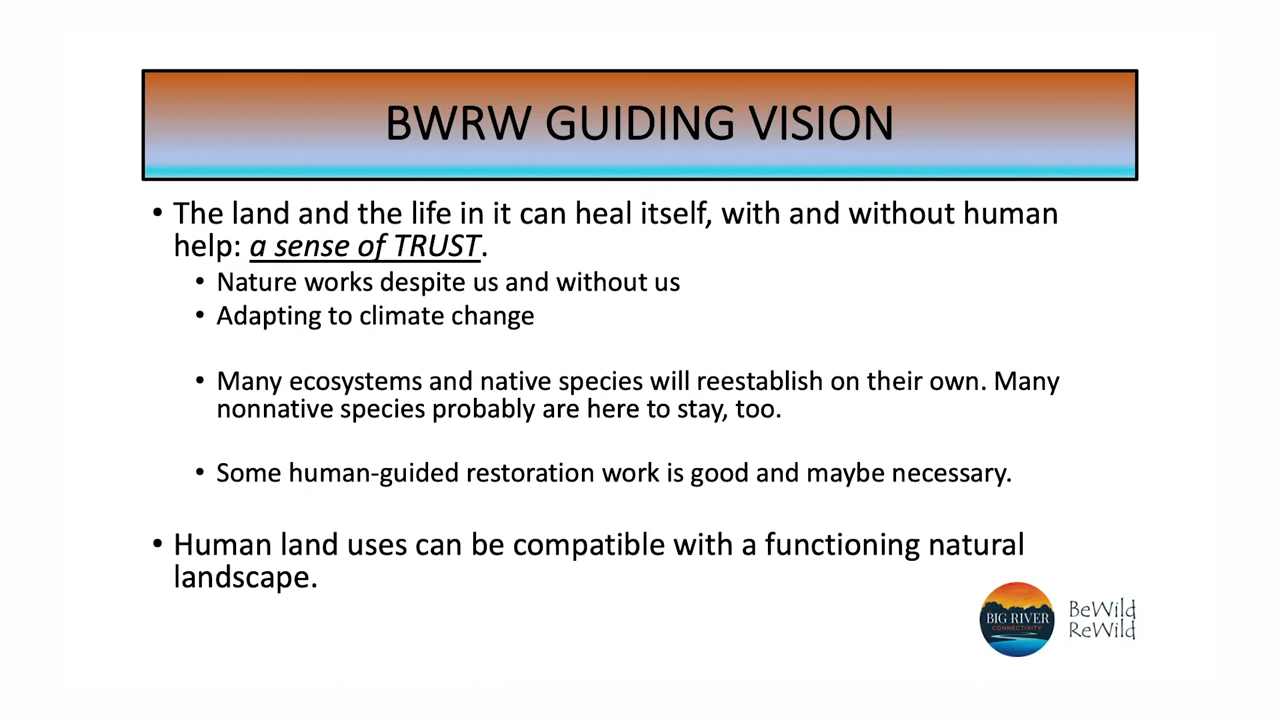 BWRW GUIDING VISION
• The land and the life in it can heal itself, with and without human
help: a sense of TRUST.
• Nature works despite us and without us
• Adapting to climate change
• Many ecosystems and native species will reestablish on their own. Many
nonnative species probably are here to stay, too.
• Some human-guided restoration work is good and maybe necessary.
• Human land uses can be compatible with a functioning natural
landscape.
BIG RIVER
CONNECTIVITY
BeWild
ReWild